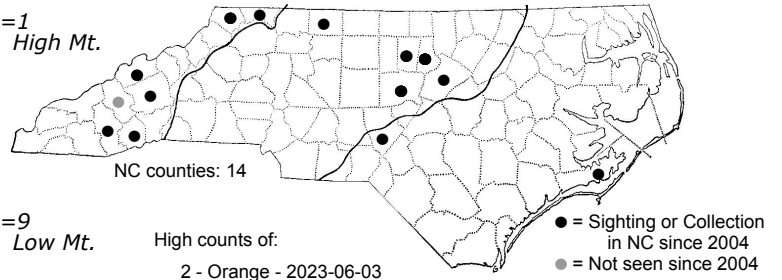 =1
High Mt.
NC counties: 14
=9
Low Mt.
High counts of:
2 - Orange - 2023-06-03
= Sighting or Collection
in NC since 2004
= Not seen since 2004